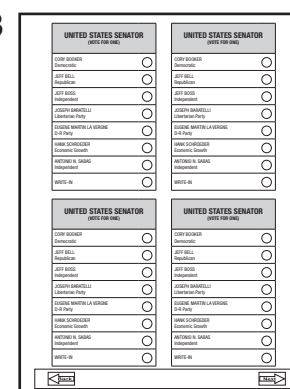 3
UNITED STATES SENATOR
(VOTE FOR ONE)
CORY BOOKER
Democratic
JEFF BELL
Republican
JEFF BOSS
Independent
JOSEPH BARATELLI
Libertarian Party
EUGENE MARTIN LA VERGNE
D-R Party
HANK SCHROEDER
Economic Growth
ANTONIO N. SABAS
Independent
WRITE-IN
UNITED STATES SENATOR
(VOTE FOR ONE)
CORY BOOKER
Democratic
JEFF BELL
Republican
JEFF BOSS
Independent
JOSEPH BARATELLI
Libertarian Party
EUGENE MARTIN LA VERGNE
D-R Party
HANK SCHROEDER
Economic Growth
ANTONIO N. SABAS
Independent
WRITE-IN
UNITED STATES SENATOR
(VOTE FOR ONE)
CORY BOOKER
Democratic
JEFF BELL
Republican
JEFF BOSS
Independent
JOSEPH BARATELLI
Libertarian Party
EUGENE MARTIN LA VERGNE
D-R Party
HANK SCHROEDER
Economic Growth
ANTONIO N. SABAS
Independent
WRITE-IN
UNITED STATES SENATOR
(VOTE FOR ONE)
CORY BOOKER
Democratic
JEFF BELL
Republican
JEFF BOSS
Independent
JOSEPH BARATELLI
Libertarian Party
EUGENE MARTIN LA VERGNE
D-R Party
HANK SCHROEDER
Economic Growth
ANTONIO N. SABAS
Independent
WRITE-IN
Back
Next